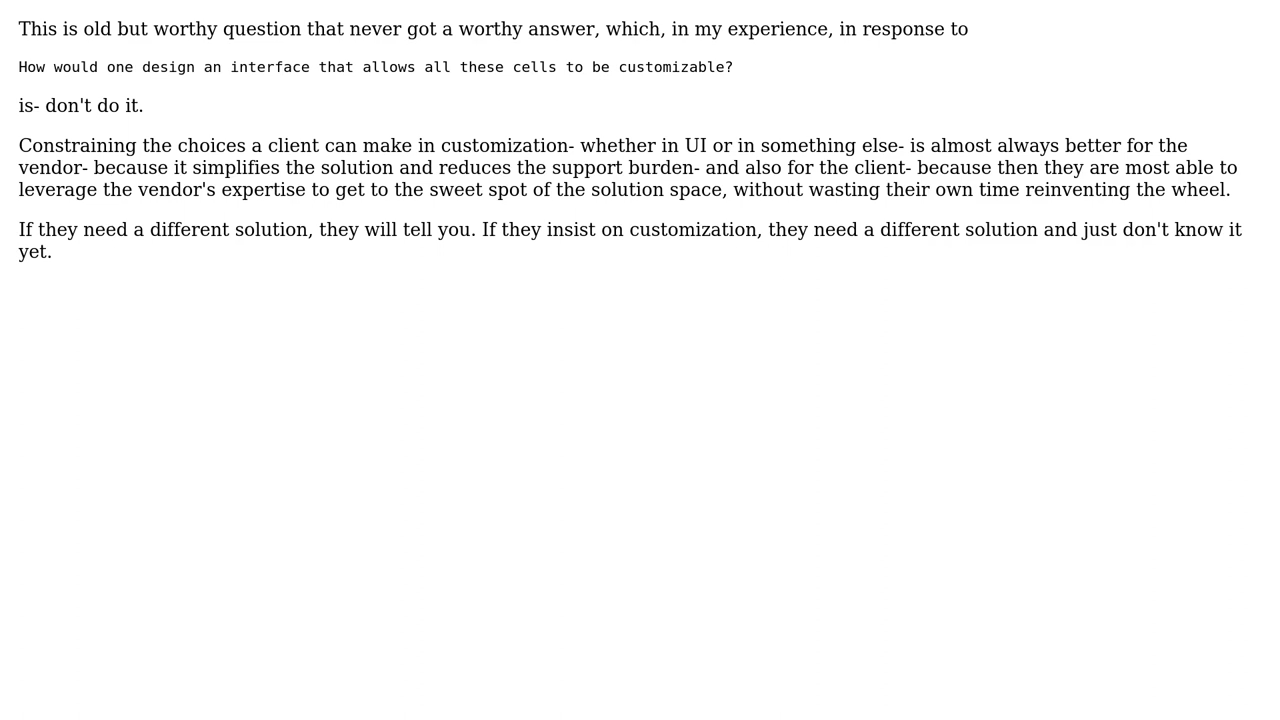 This is old but worthy question that never got a worthy answer, which, in my experience, in response to
How would one design an interface that allows all these cells to be customizable?
is- don't do it.
Constraining the choices a client can make in customization- whether in UI or in something else- is almost always better for the
vendor- because it simplifies the solution and reduces the support burden- and also for the client- because then they are most able to
leverage the vendor's expertise to get to the sweet spot of the solution space, without wasting their own time reinventing the wheel.
If they need a different solution, they will tell you. If they insist on customization, they need a different solution and just don't know it
yet.